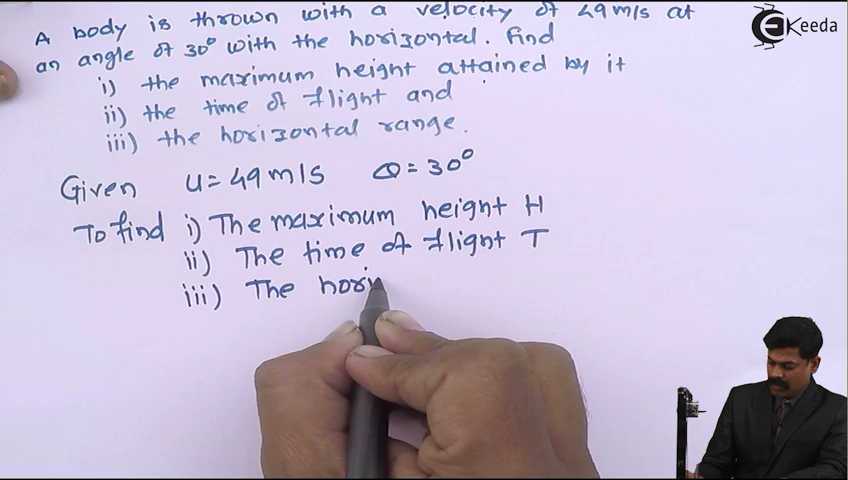 A body is thrown with a velocity of 49 m/s at
an angle of 30° with the horizontal. Find
i) the maximum height attained by it
ii) the time of flight and
iii) the horizontal range.
Given u = 49 m/s θ = 30°
To find i) The maximum height H
ii) The time of flight T
iii) The hori
EKeeda